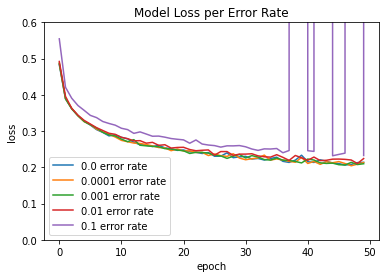 Model Loss per Error Rate
loss
0.6
0.5
0.4
0.3
0.2
0.1
0.0
0.0 error rate
0.0001 error rate
0.001 error rate
0.01 error rate
0.1 error rate
0 10 20 30 40 50
epoch